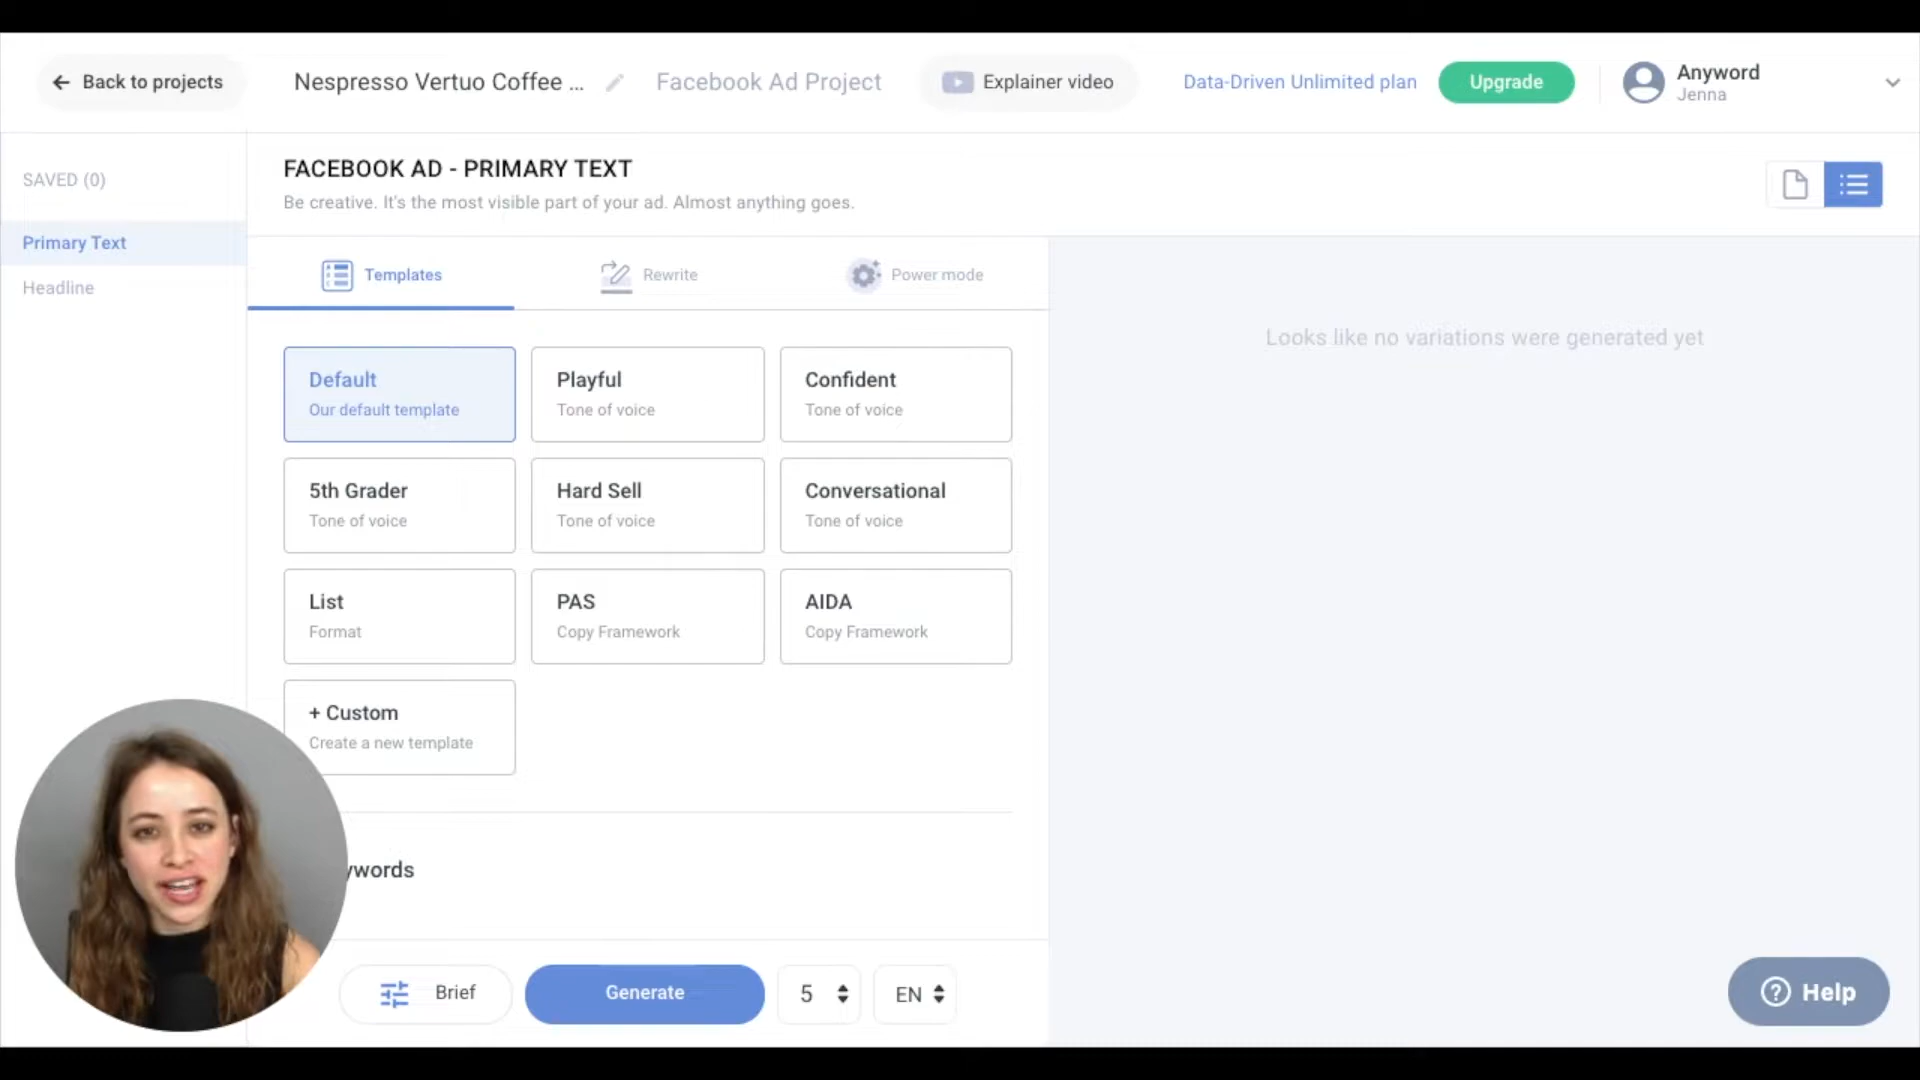 Back to projects
Nespresso Vertuo Coffee ...
Facebook Ad Project
Explainer video
Data-Driven Unlimited plan
Upgrade
Anyword
Jenna
SAVED (0)
Primary Text
Headline
FACEBOOK AD - PRIMARY TEXT
Be creative. It's the most visible part of your ad. Almost anything goes.
Templates
Rewrite
Power mode
Default
Our default template
Playful
Tone of voice
Confident
Tone of voice
5th Grader
Tone of voice
Hard Sell
Tone of voice
Conversational
Tone of voice
List
Format
PAS
Copy Framework
AIDA
Copy Framework
+ Custom
Create a new template
ywords
Brief
Generate
5
EN
Looks like no variations were generated yet
Help